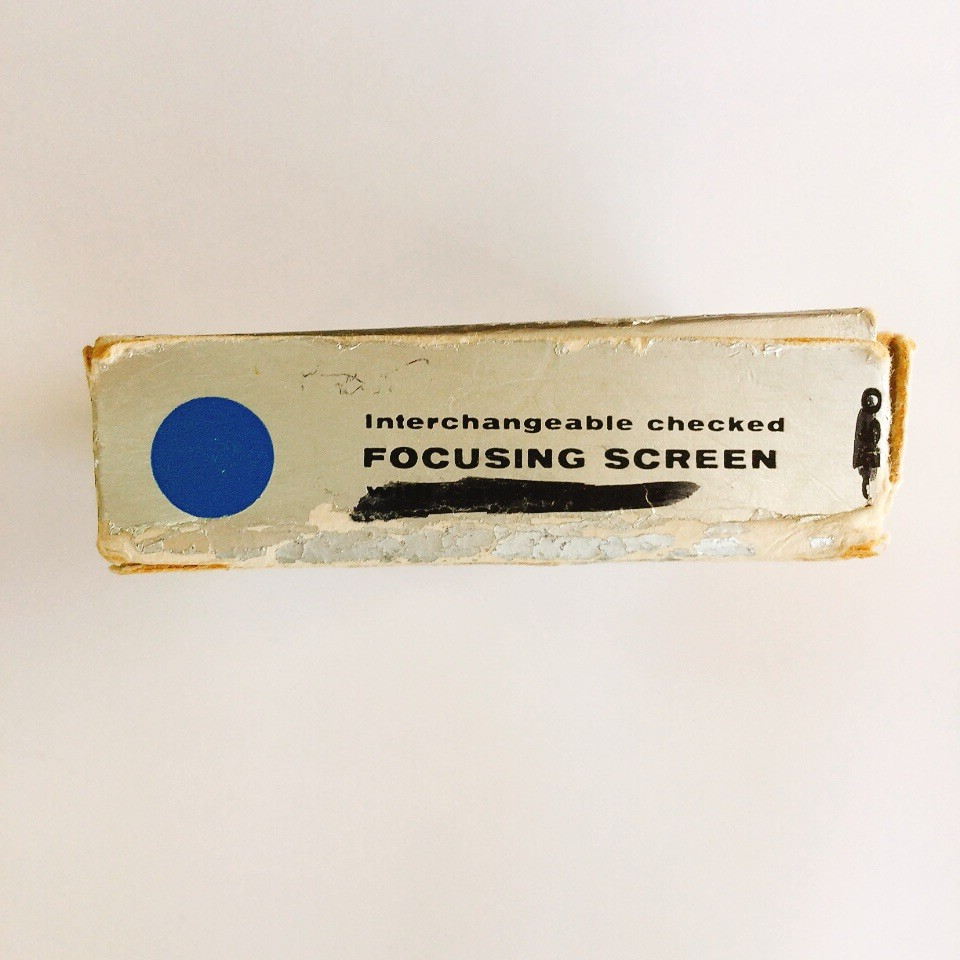 Interchangeable checked
FOCUSING SCREEN